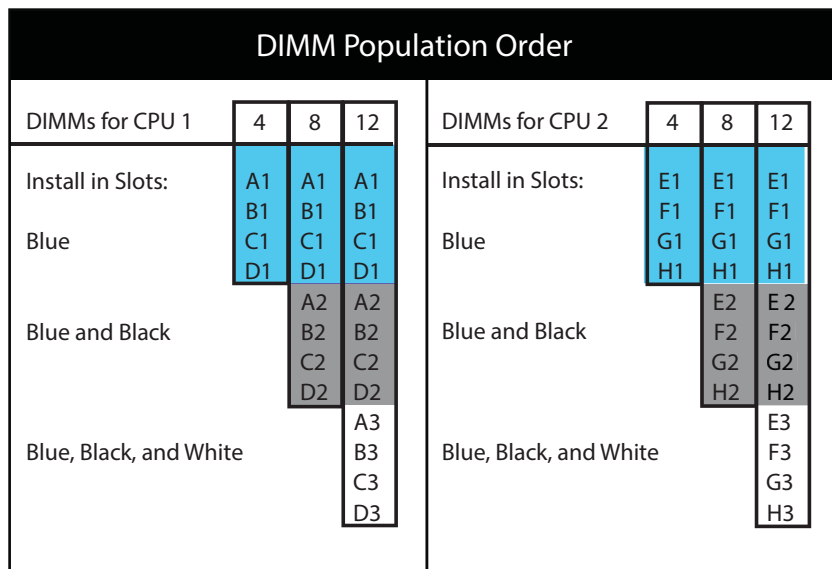 DIMM Population Order
DIMMs for CPU 1 4 8 12
Install in Slots: A1 A1 A1
B1 B1 B1
Blue C1 C1 C1
D1 D1 D1
A2 A2
Blue and Black B2 B2
C2 C2
D2 D2
A3
Blue, Black, and White B3
C3
D3
DIMMs for CPU 2 4 8 12
Install in Slots: E1 E1 E1
F1 F1 F1
Blue G1 G1 G1
H1 H1 H1
E2 E 2
Blue and Black F2 F2
G2 G2
H2 H2
E3
Blue, Black, and White F3
G3
H3